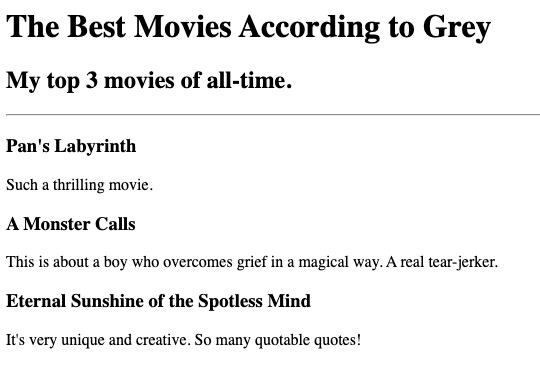 The Best Movies According to Grey
My top 3 movies of all-time.
Pan's Labyrinth
Such a thrilling movie.
A Monster Calls
This is about a boy who overcomes grief in a magical way. A real tear-jerker.
Eternal Sunshine of the Spotless Mind
It's very unique and creative. So many quotable quotes!